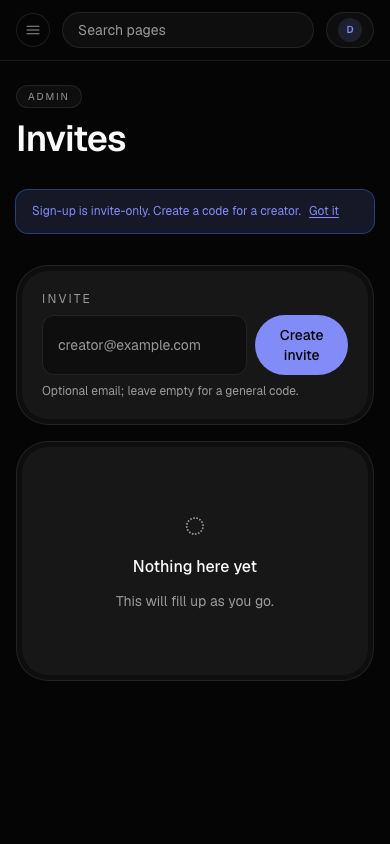 Search pages
D
ADMIN
Invites
Sign-up is invite-only. Create a code for a creator. Got it
INVITE
creator@example.com
Create
invite
Optional email; leave empty for a general code.
Nothing here yet
This will fill up as you go.